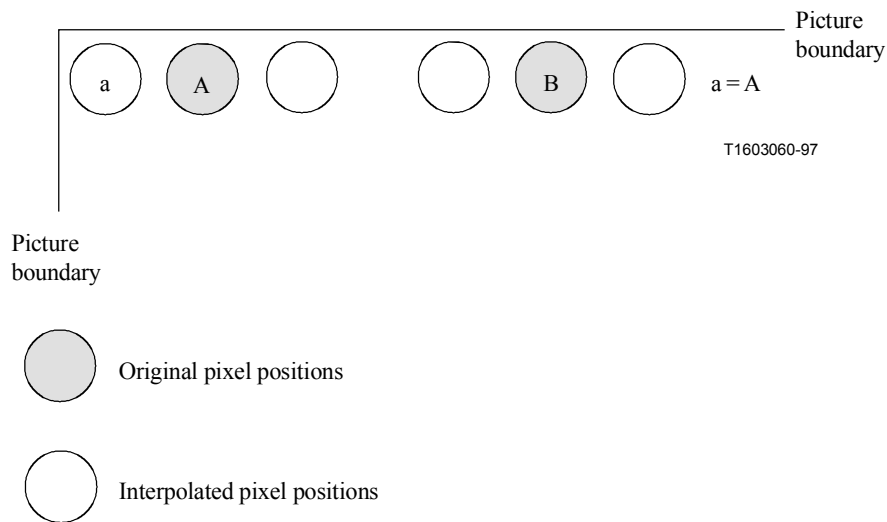 Picture
boundary
a
A
B
a = A
T1603060-97
Picture
boundary
Original pixel positions
Interpolated pixel positions